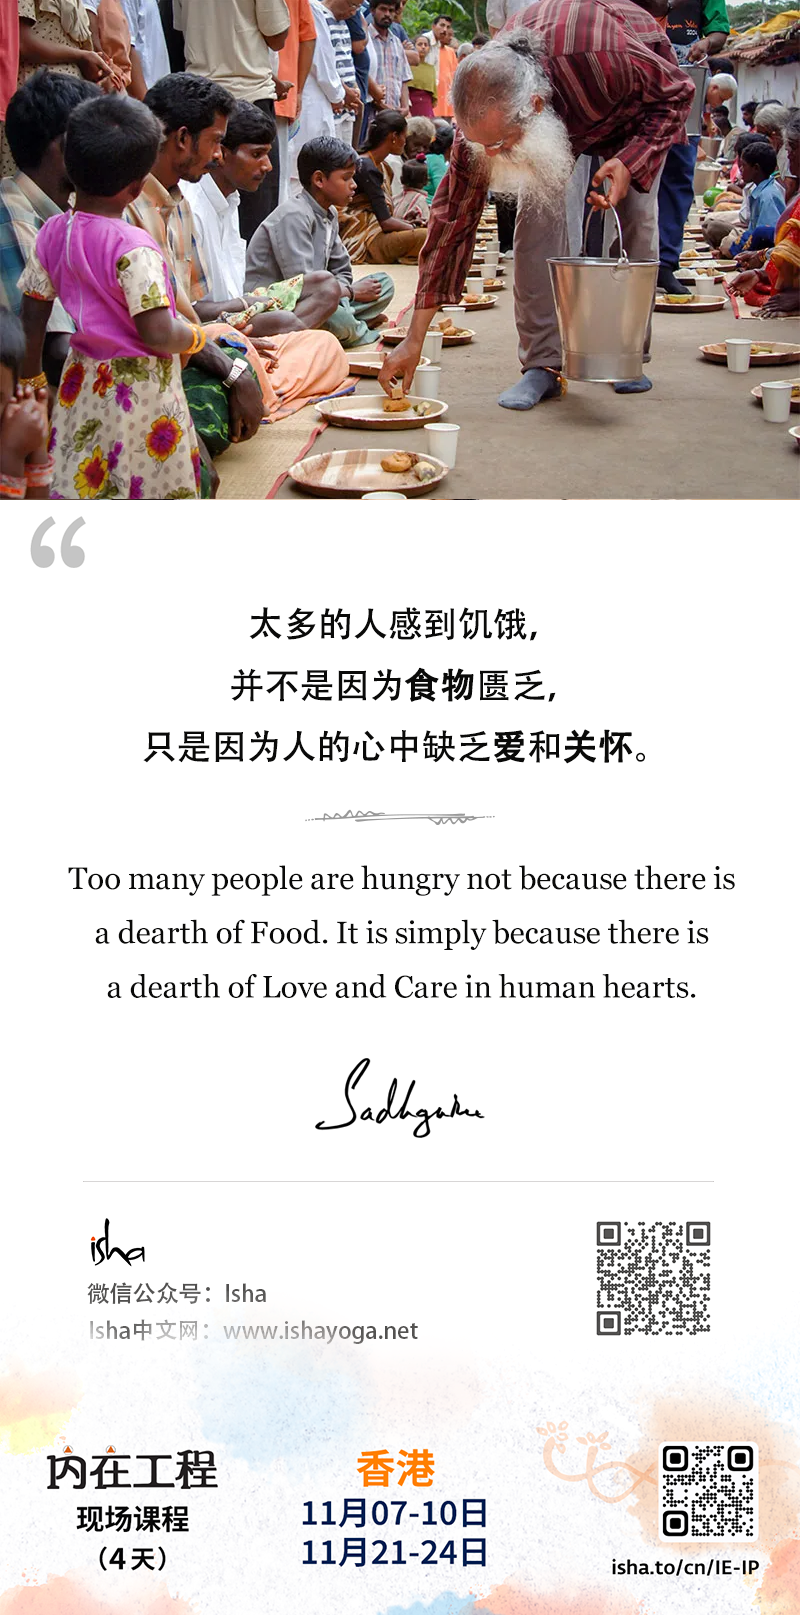 太多的人感到饥饿,
并不是因为食物匮乏,
只是因为人的心中缺乏爱和关怀。
Too many people are hungry not because there is
a dearth of Food. It is simply because there is
a dearth of Love and Care in human hearts.
Sadhguru
isha
微信公众号：Isha
Isha中文网：www.ishayoga.net
内在工程
现场课程
（4天）
香港
11月07-10日
11月21-24日
isha.to/cn/IE-IP